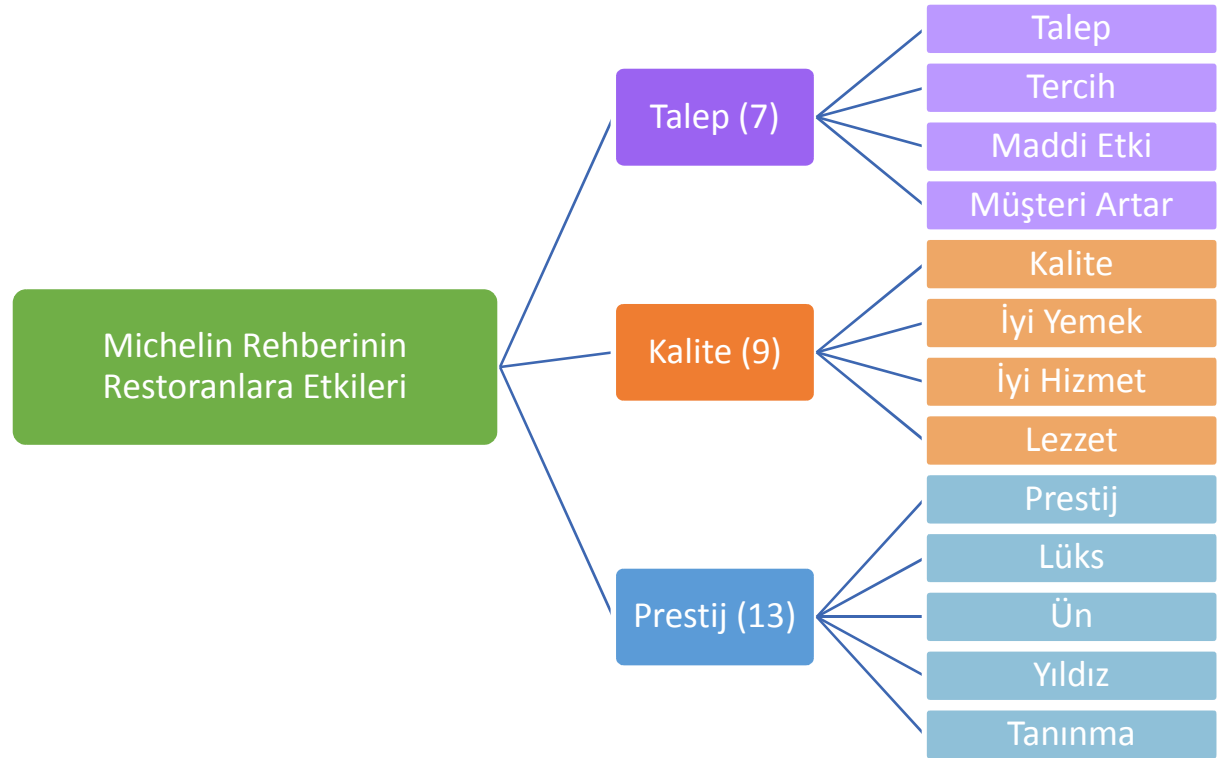 Michelin Rehberinin
Restoranlara Etkileri
Talep (7)
Talep
Tercih
Maddi Etki
Müşteri Artar
Kalite (9)
Kalite
İyi Yemek
İyi Hizmet
Lezzet
Prestij (13)
Prestij
Lüks
Ün
Yıldız
Tanınma